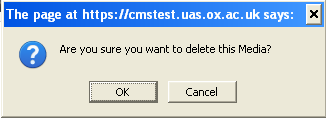 The page at https://cmstest.uas.ox.ac.uk says:
Are you sure you want to delete this Media?
OK
Cancel